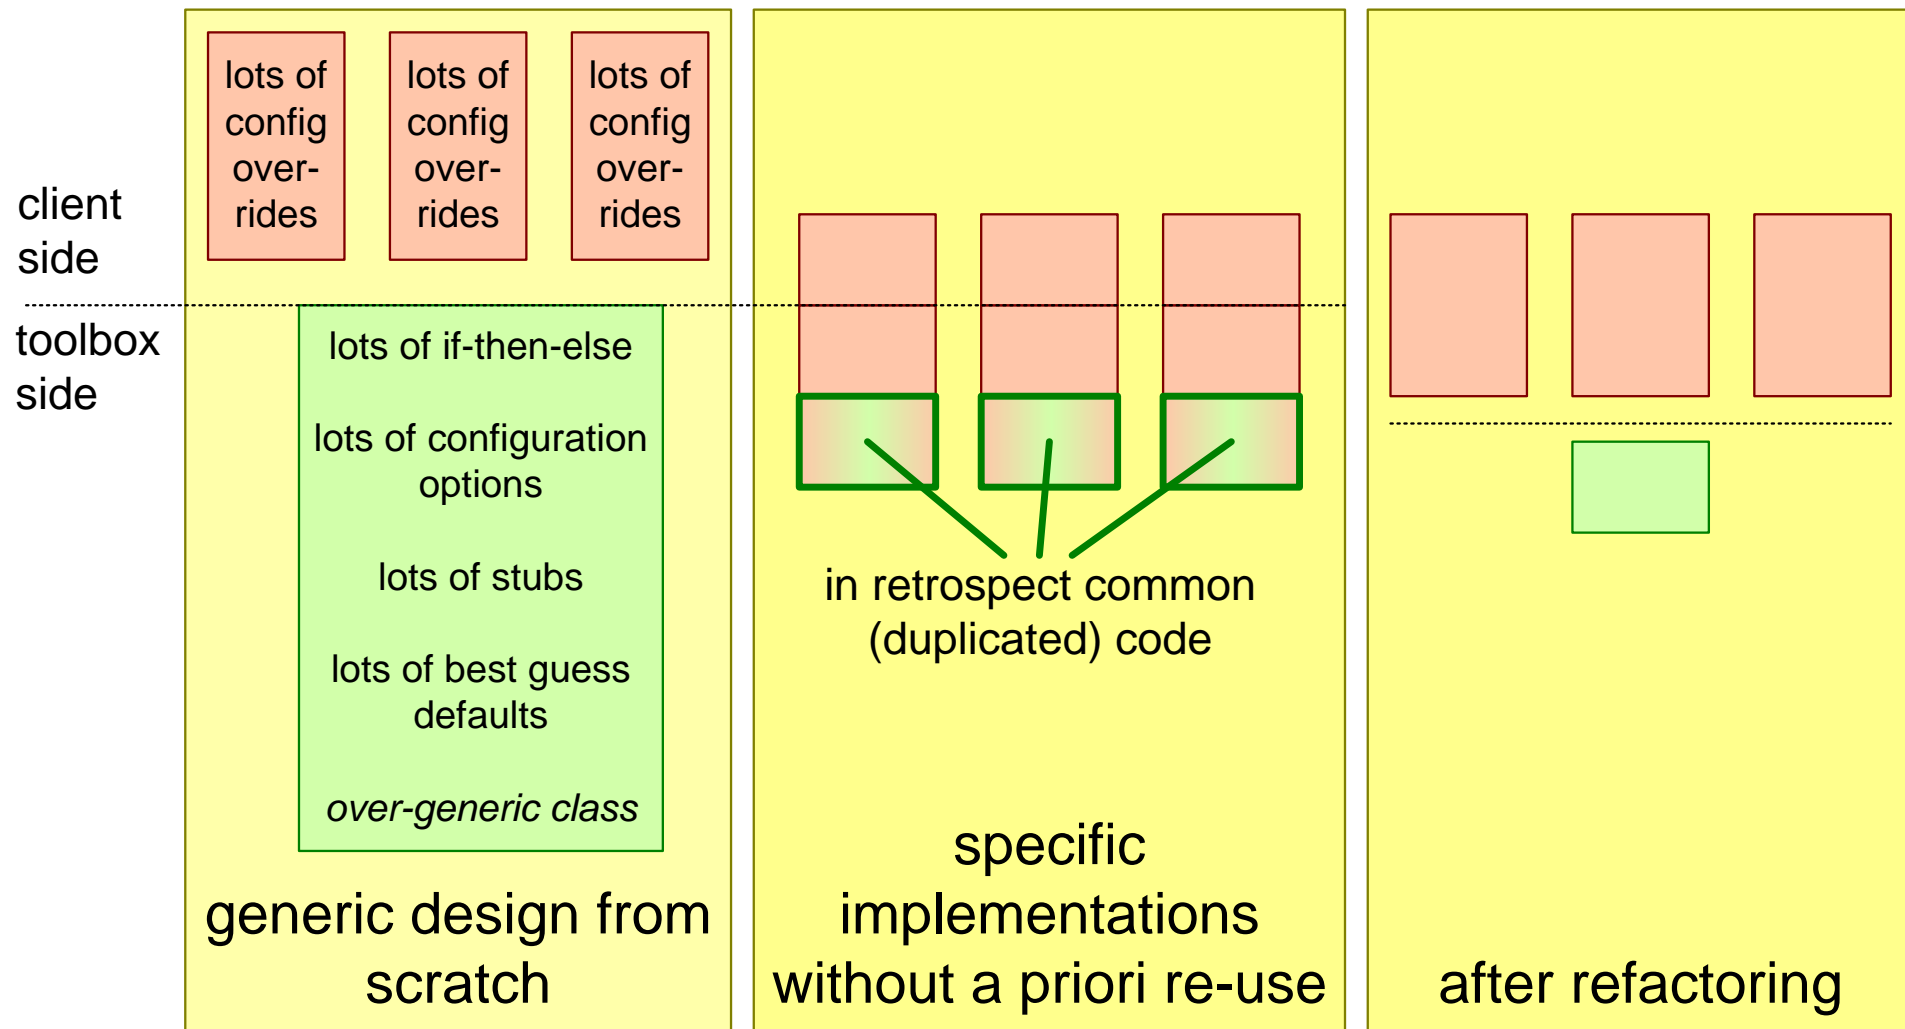 client
side
toolbox
side
lots of
config
over-
rides
lots of
config
over-
rides
lots of
config
over-
rides
lots of if-then-else
lots of configuration
options
lots of stubs
lots of best guess
defaults
over-generic class
generic design from
scratch
in retrospect common
(duplicated) code
specific
implementations
without a priori re-use
after refactoring